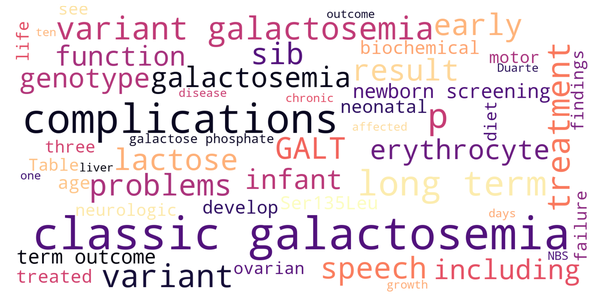 see outcome
variant galactosemia early
life ten
function sib biochemical
motor
Duarte
genotype galactosemia result
newborn screening
findings
disease chronic
complications neonatal p diet treatment
affected
galactose phosphate
three GALT erythrocyte
Table liver lactose
one age problems infant long term
neurologic develop Ser135Leu
days
classic galactosemia
NBS
failure
term outcome ovarian speech including
treated variant growth